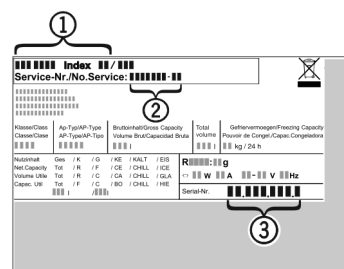 1
Index /
Service-Nr./No.Service: -
2
Klasse/Class Ap-Typ/AP-Type Bruttoinhalt/Gross Capacity Total Gefriervermoegen/Freezing Capacity
Classe/Clase AP-Type/AP-Tipo Volume Brut/Capacidad Bruta volume Pouvoir de Congel./Capac.Congeladora
l l kg / 24 h
Nutzinhalt Ges / K / G / KE / KALT / EIS
Net.Capacity Tot / R / F / CE / CHILL / ICE
Volume Utile Tot / R / C / CA / CHILL / GLA
Capac. Util Tot / F / C / BO / CHILL / HIE
l / l
R : g
W A - V Hz
Serial-Nr. . . .
3